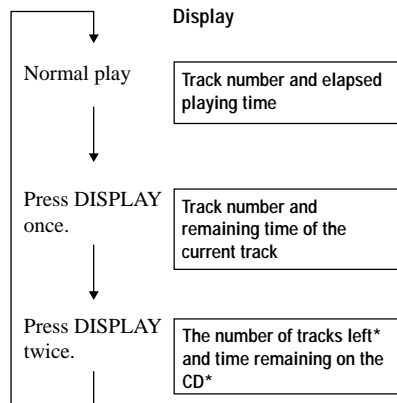 Display
Normal play
Track number and elapsed
playing time
Press DISPLAY
once.
Track number and
remaining time of the
current track
Press DISPLAY
twice.
The number of tracks left*
and time remaining on the
CD*